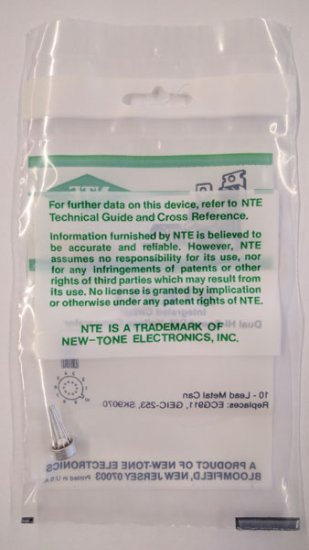 For further data on this device, refer to NTE
Technical Guide and Cross Reference.
Information furnished by NTE is believed to
be accurate and reliable. However, NTE
assumes no responsibility for its use, nor
for any infringements of patents or other
rights of third parties which may result from
its use. No license is granted by implication
or otherwise under any patent rights of NTE.
NTE IS A TRADEMARK OF
NEW-TONE ELECTRONICS, INC.
Integrated Circuit
10 - Lead Metal Can
Replaces: ECG911, GEIC-253, SK9070
A PRODUCT OF NEW-TONE ELECTRONICS
BLOOMFIELD, NEW JERSEY 07003 Printed in U.S.A.